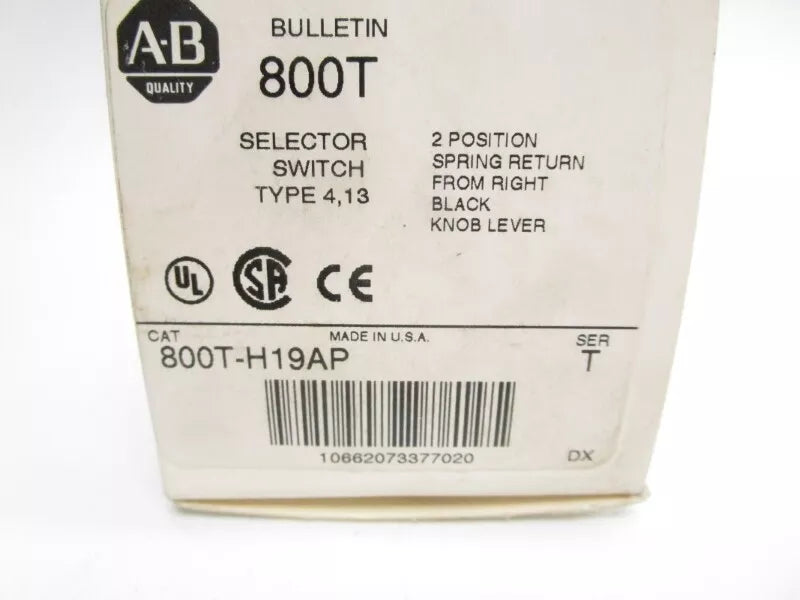 A-B
QUALITY
BULLETIN
800T
SELECTOR
SWITCH
TYPE 4,13
2 POSITION
SPRING RETURN
FROM RIGHT
BLACK
KNOB LEVER
UL
SA
CE
CAT
MADE IN U.S.A.
SER
800T-H19AP
T
10662073377020
DX